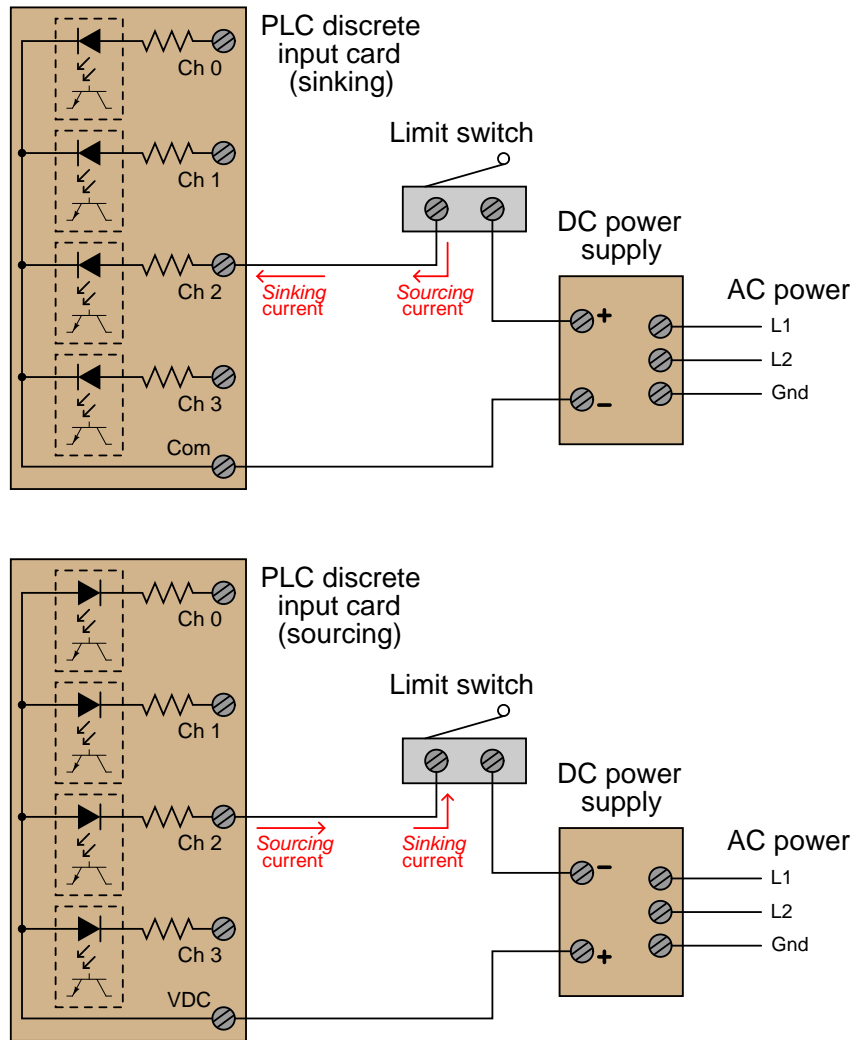 PLC discrete
input card
(sinking)
Ch 0
Ch 1
Limit switch
DC power
supply
Ch 2
Sinking
current
Sourcing
current
AC power
+
L1
L2
Gnd
-
Ch 3
Com
PLC discrete
input card
(sourcing)
Ch 0
Ch 1
Limit switch
DC power
supply
Ch 2
Sourcing
current
Sinking
current
AC power
-
L1
L2
Gnd
+
Ch 3
VDC